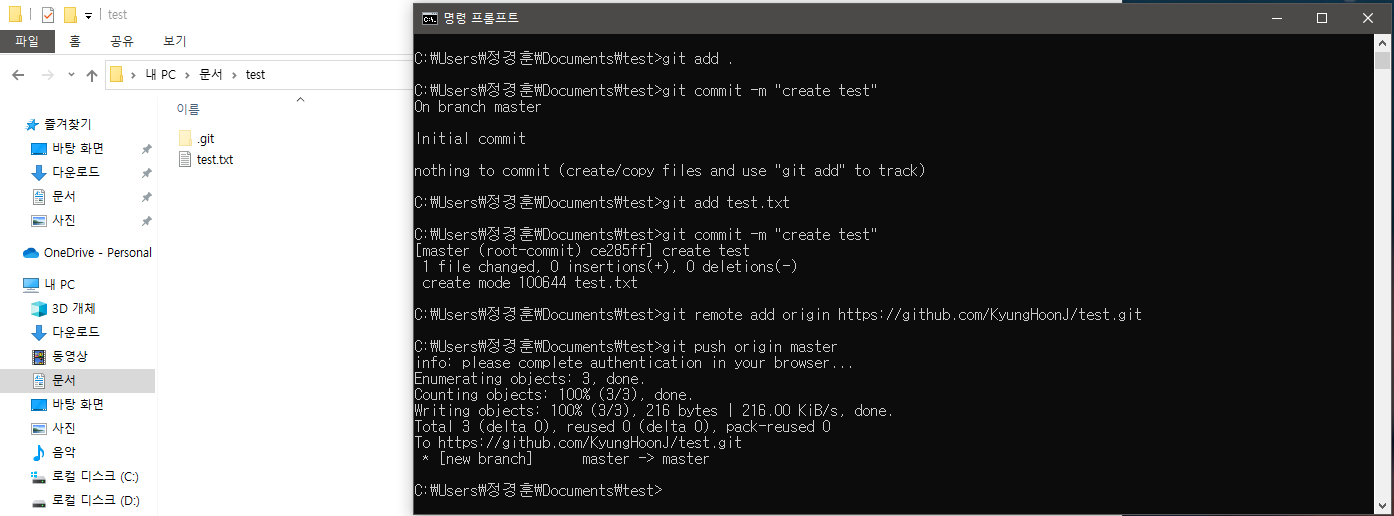 test
파일 홈 공유 보기
내 PC 문서 test
이름
.git
test.txt
즐겨찾기
바탕 화면
다운로드
문서
사진
OneDrive - Personal
내 PC
3D 개체
다운로드
동영상
문서
바탕 화면
사진
음악
로컬 디스크 (C:)
로컬 디스크 (D:)
명령 프롬프트
C:\Users\정경훈\Documents\test>git add .
C:\Users\정경훈\Documents\test>git commit -m "create test"
On branch master
Initial commit
nothing to commit (create/copy files and use "git add" to track)
C:\Users\정경훈\Documents\test>git add test.txt
C:\Users\정경훈\Documents\test>git commit -m "create test"
[master (root-commit) ce285ff] create test
1 file changed, 0 insertions(+), 0 deletions(-)
create mode 100644 test.txt
C:\Users\정경훈\Documents\test>git remote add origin https://github.com/KyungHoonJ/test.git
C:\Users\정경훈\Documents\test>git push origin master
info: please complete authentication in your browser...
Enumerating objects: 3, done.
Counting objects: 100% (3/3), done.
Writing objects: 100% (3/3), 216 bytes | 216.00 KiB/s, done.
Total 3 (delta 0), reused 0 (delta 0), pack-reused 0
To https://github.com/KyungHoonJ/test.git
* [new branch] master -> master
C:\Users\정경훈\Documents\test>